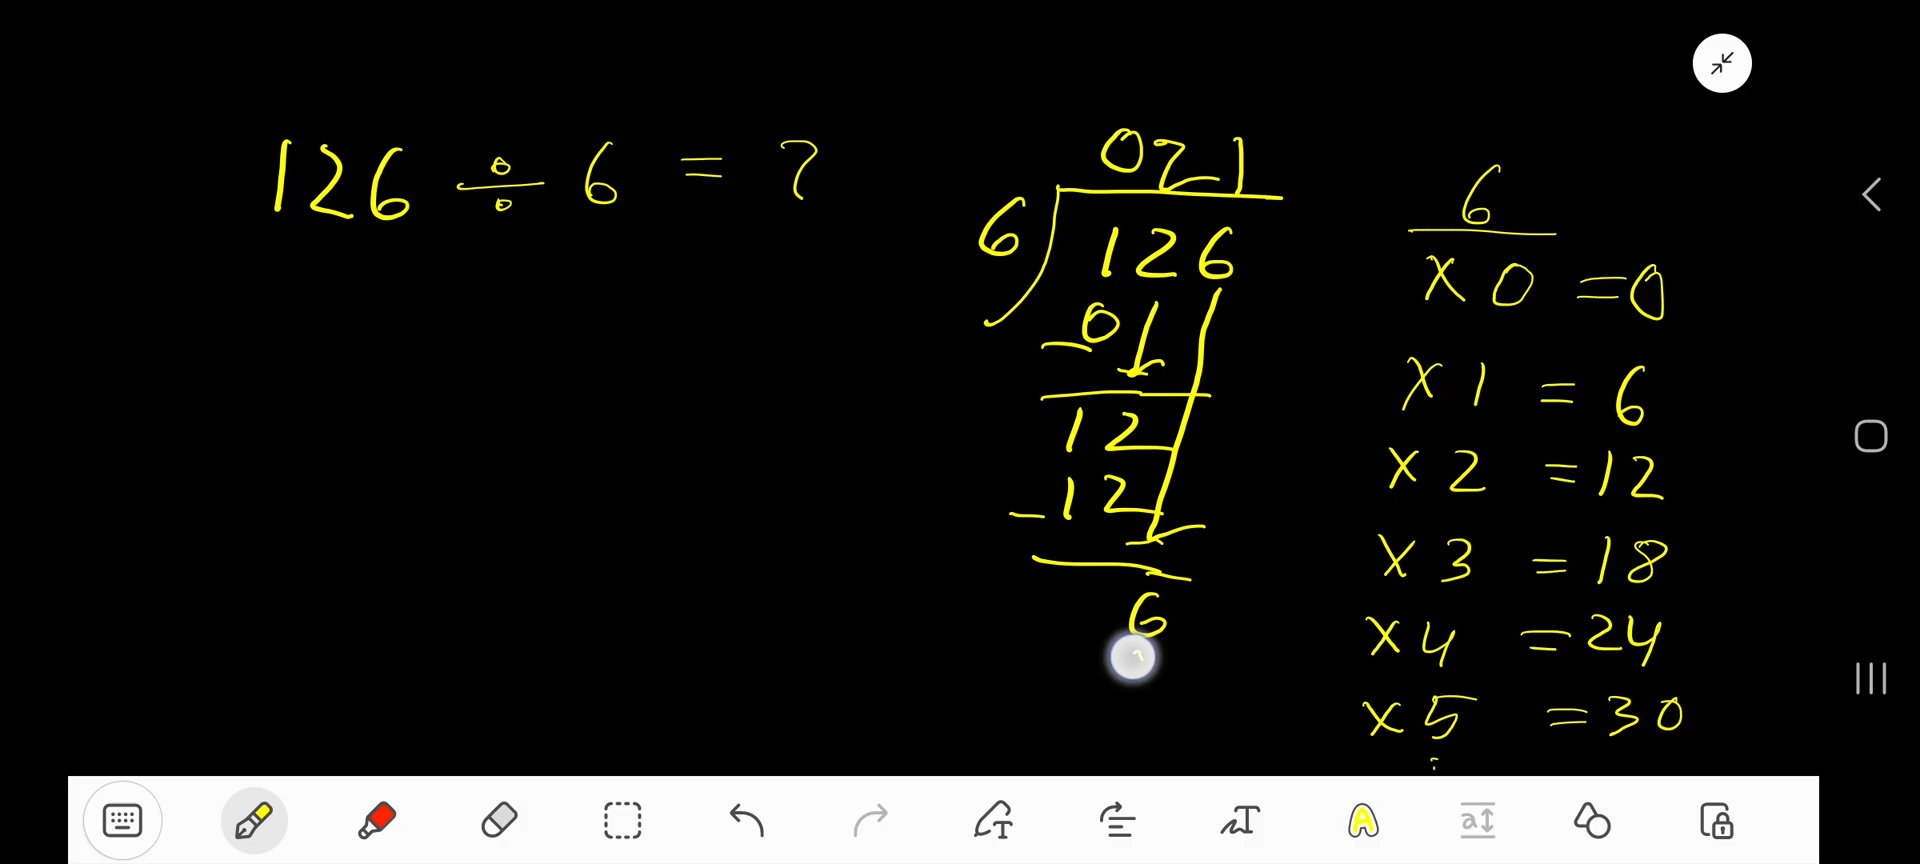 126 ÷ 6 = ?
021
6 126
- 01
12
- 12
6
6
x 0 = 0
x 1 = 6
x 2 = 12
x 3 = 18
x 4 = 24
x 5 = 30